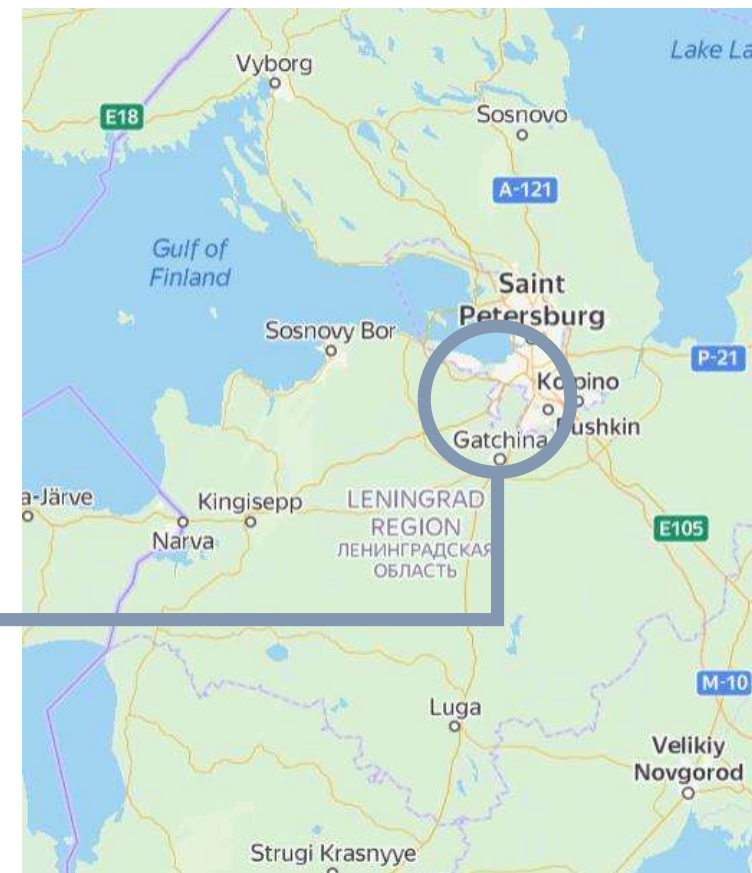 Vyborg
Lake La
E18
Sosnovo
A-121
Gulf of
Finland
Saint
Petersburg
Sosnovy Bor
P-21
Kolpino
Pushkin
Gatchina
a-Järve
Kingisepp
LENINGRAD
REGION
ЛЕНИНГРАДСКАЯ
ОБЛАСТЬ
E105
Narva
M-10
Luga
Velikiy
Novgorod
Strugi Krasnyye